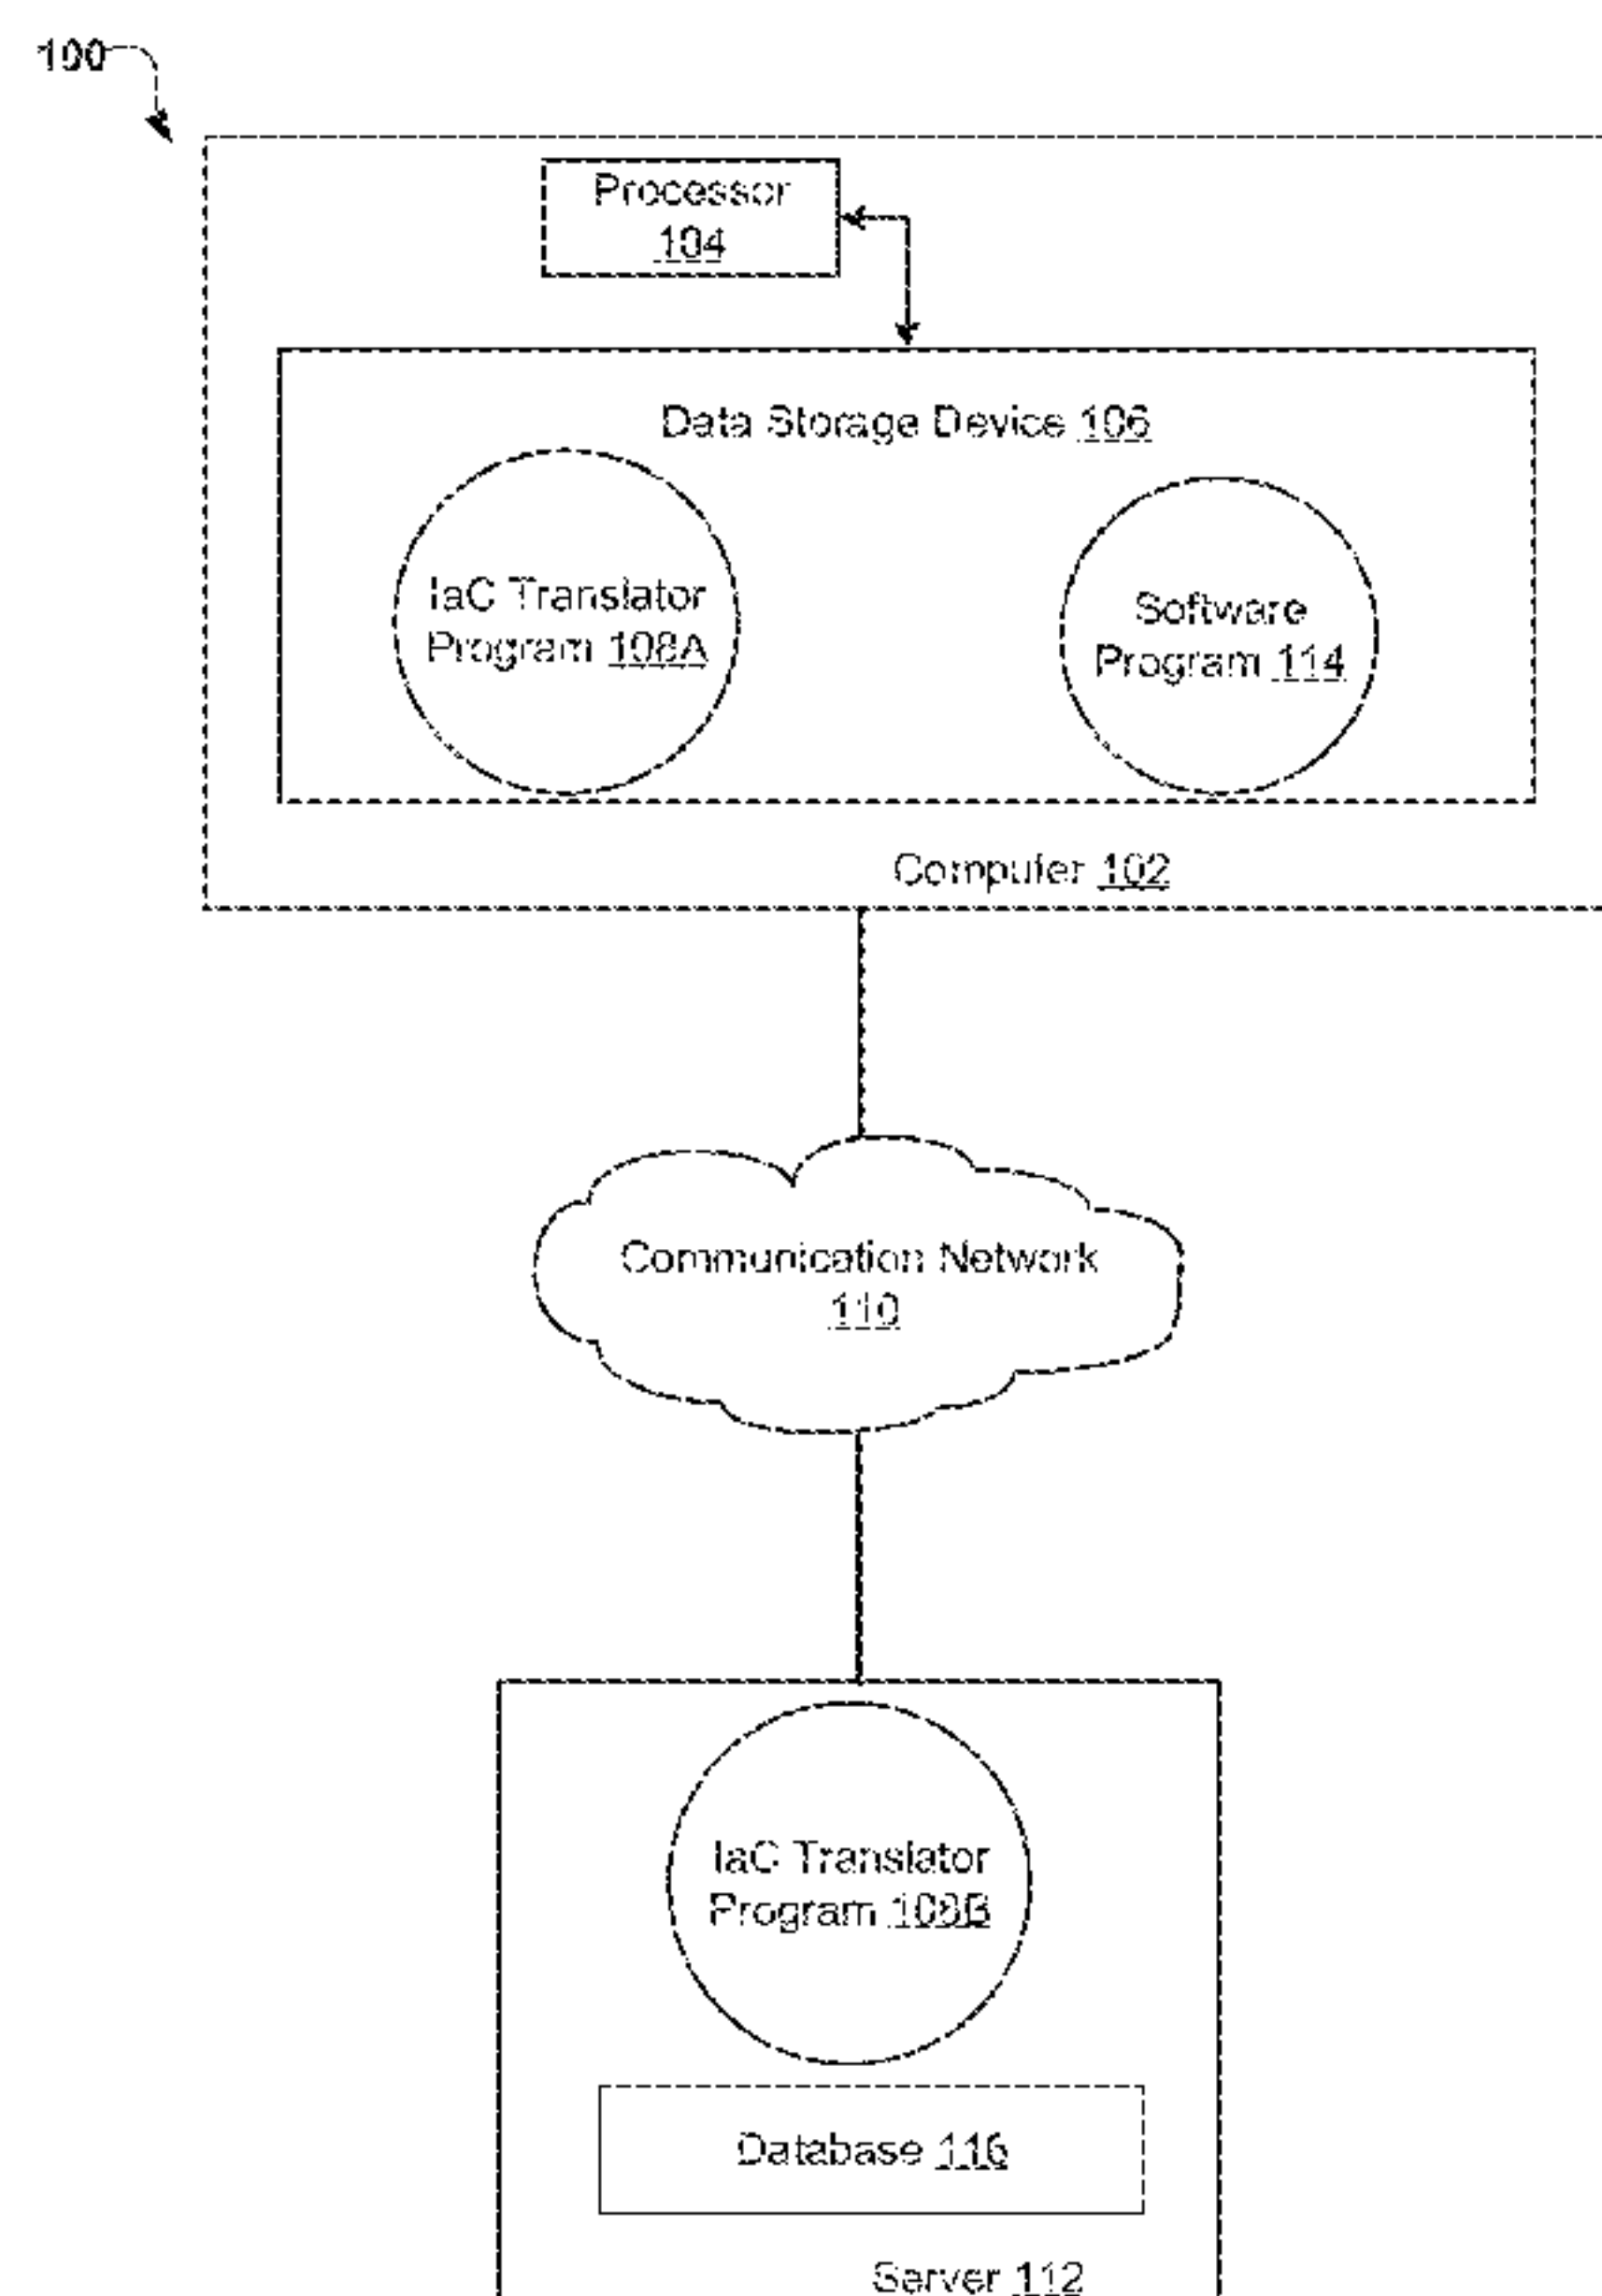 100
Processor
104
Data Storage Device 106
IaC Translator
Program 108A
Software
Program 114
Computer 102
Communication Network
110
IaC Translator
Program 108B
Database 116
Server 112